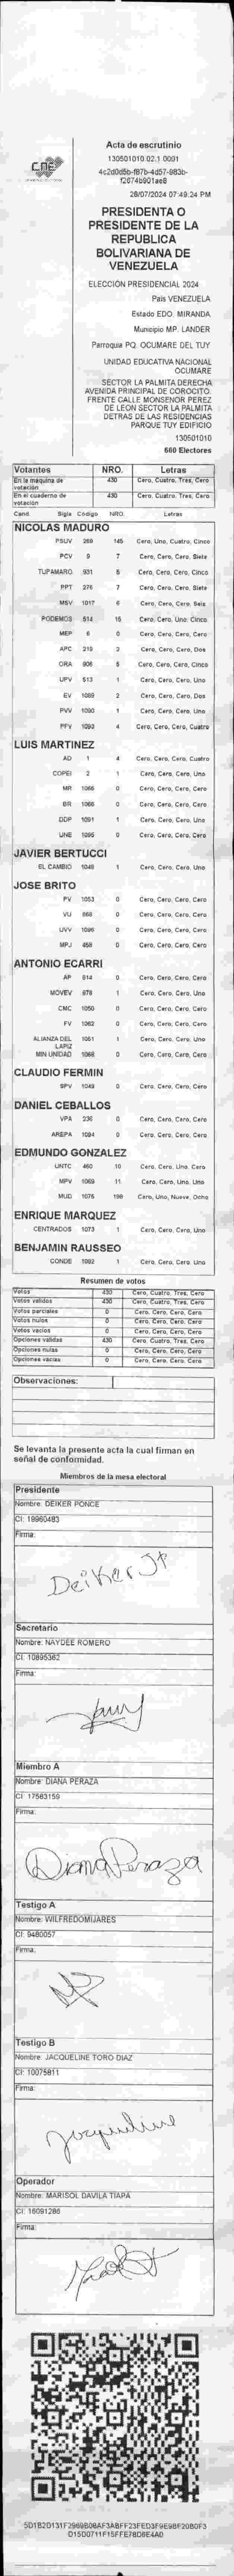 CNE
Acta de escrutinio
130501010.02.1.0001
28/07/2024 07:49:24 PM
PRESIDENTA O
PRESIDENTE DE LA
REPUBLICA
BOLIVARIANA DE
VENEZUELA
ELECCIÓN PRESIDENCIAL 2024
País VENEZUELA
Estado EDO. MIRANDA
Municipio MP. LANDER
Parroquia PQ. OCUMARE DEL TUY
UNIDAD EDUCATIVA NACIONAL
OCUMARE
SECTOR LA PALMITA DERECHA
AVENIDA PRINCIPAL DE COROCITO.
FRENTE CALLE MONSENOR PEREZ
DE LEON SECTOR LA PALMITA
DETRAS DE LAS RESIDENCIAS
PARQUE TUY EDIFICIO
130501010
660 Electores
Votantes NRO. Letras
En la maquina de votación 430 Cero, Cuatro, Tres, Cero
En el cuaderno de votación 430 Cero, Cuatro, Tres, Cero
Cand. Sigla Código NRO. Letras
NICOLAS MADURO
PSUV 269 145 Cero, Uno, Cuatro, Cinco
PCV 9 7 Cero, Cero, Cero, Siete
TUPAMARO 931 5 Cero, Cero, Cero, Cinco
PPT 276 7 Cero, Cero, Cero, Siete
MSV 1017 6 Cero, Cero, Cero, Seis
PODEMOS 514 15 Cero, Cero, Uno, Cinco
MEP 6 0 Cero, Cero, Cero, Cero
APC 210 2 Cero, Cero, Cero, Dos
ORA 906 5 Cero, Cero, Cero, Cinco
UPV 513 1 Cero, Cero, Cero, Uno
EV 1089 2 Cero, Cero, Cero, Dos
PVV 1090 1 Cero, Cero, Cero, Uno
PFV 1093 4 Cero, Cero, Cero, Cuatro
LUIS MARTINEZ
AD 1 4 Cero, Cero, Cero, Cuatro
COPEI 2 1 Cero, Cero, Cero, Uno
MR 1066 0 Cero, Cero, Cero, Cero
BR 0 Cero, Cero, Cero, Cero
DDP 1091 1 Cero, Cero, Cero, Uno
UNE 1095 0 Cero, Cero, Cero, Cero
JAVIER BERTUCCI
EL CAMBIO 1048 1 Cero, Cero, Cero, Uno
JOSE BRITO
PV 1053 0 Cero, Cero, Cero, Cero
VU 868 0 Cero, Cero, Cero, Cero
UVV 1096 0 Cero, Cero, Cero, Cero
MPJ 458 0 Cero, Cero, Cero, Cero
ANTONIO ECARRI
AP 814 0 Cero, Cero, Cero, Cero
MOVEV 878 1 Cero, Cero, Cero, Uno
CMC 1050 0 Cero, Cero, Cero, Cero
FV 1062 0 Cero, Cero, Cero, Cero
ALIANZA DEL LAPIZ 1051 1 Cero, Cero, Cero, Uno
MIN UNIDAD 1068 0 Cero, Cero, Cero, Cero
CLAUDIO FERMIN
SPV 1049 0 Cero, Cero, Cero, Cero
DANIEL CEBALLOS
VPA 236 0 Cero, Cero, Cero, Cero
AREPA 1094 0 Cero, Cero, Cero, Cero
EDMUNDO GONZALEZ
UNTC 460 10 Cero, Cero, Uno, Cero
MPV 1069 11 Cero, Cero, Uno, Uno
MUD 1075 198 Cero, Uno, Nueve, Ocho
ENRIQUE MARQUEZ
CENTRADOS 1073 1 Cero, Cero, Cero, Uno
BENJAMIN RAUSSEO
CONDE 1092 1 Cero, Cero, Cero, Uno
Resumen de votos
Votos 430 Cero, Cuatro, Tres, Cero
Votos válidos 430 Cero, Cuatro, Tres, Cero
Votos parciales 0 Cero, Cero, Cero, Cero
Votos nulos 0 Cero, Cero, Cero, Cero
Votos vacíos 0 Cero, Cero, Cero, Cero
Opciones válidas 430 Cero, Cuatro, Tres, Cero
Opciones nulas 0 Cero, Cero, Cero, Cero
Opciones vacías 0 Cero, Cero, Cero, Cero
Observaciones:
Se levanta la presente acta la cual firman en
señal de conformidad.
Miembros de la mesa electoral
Presidente
Nombre: DEIKER PONCE
CI: 19960483
Firma:
Secretario
Nombre: NAYDEE ROMERO
CI: 10895362
Firma:
Miembro A
Nombre: DIANA PERAZA
CI: 17563159
Firma:
Diana Peraza
Testigo A
Nombre: WILFREDOMIJARES
CI: 9480057
Firma:
Testigo B
Nombre: JACQUELINE TORO DIAZ
CI: 10075811
Firma:
Jacqueline
Operador
Nombre: MARISOL DAVILA TIAPA
CI: 16091286
Firma: